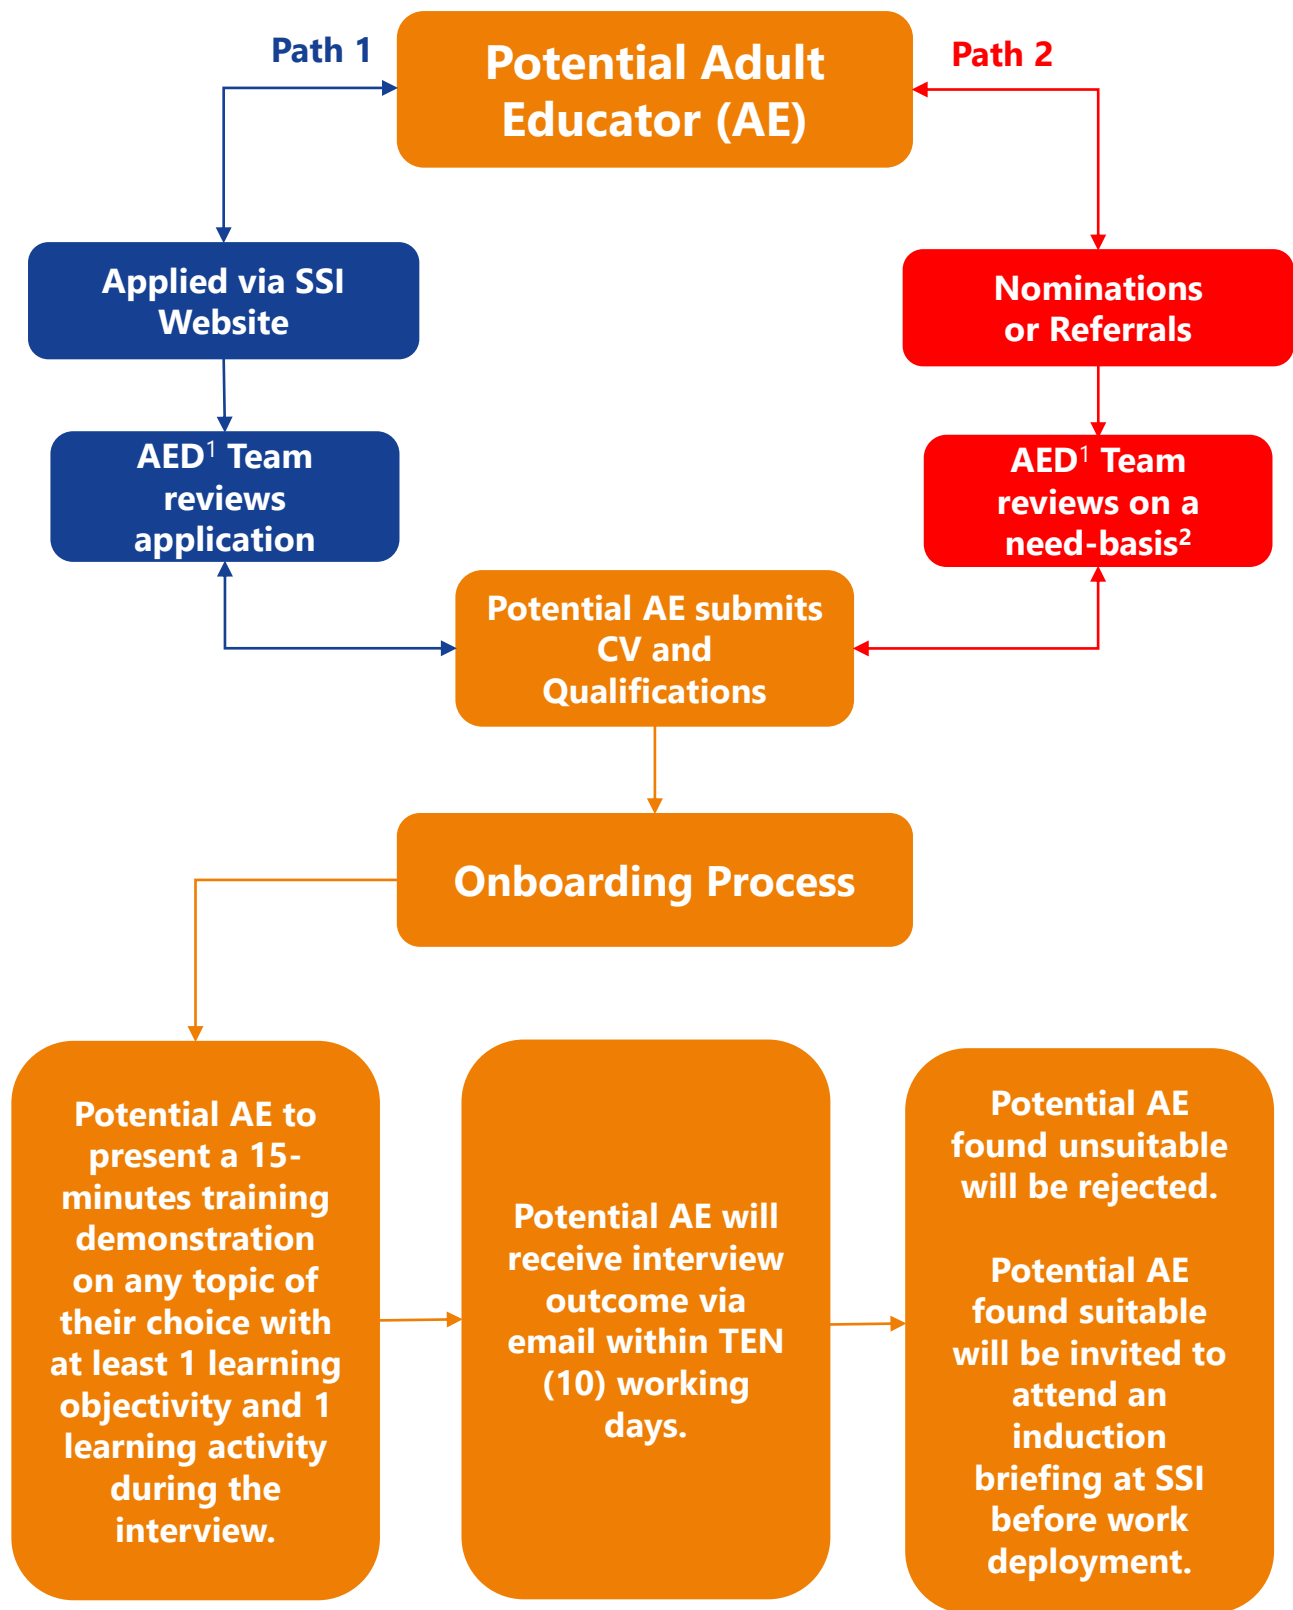 Path 1
Potential Adult
Educator (AE)
Path 2
Applied via SSI
Website
Nominations
or Referrals
AED¹ Team
reviews
application
AED¹ Team
reviews on a
need-basis²
Potential AE submits
CV and
Qualifications
Onboarding Process
Potential AE to
present a 15-
minutes training
demonstration
on any topic of
their choice with
at least 1 learning
objectivity and 1
learning activity
during the
interview.
Potential AE will
receive interview
outcome via
email within TEN
(10) working
days.
Potential AE
found unsuitable
will be rejected.
Potential AE
found suitable
will be invited to
attend an
induction
briefing at SSI
before work
deployment.